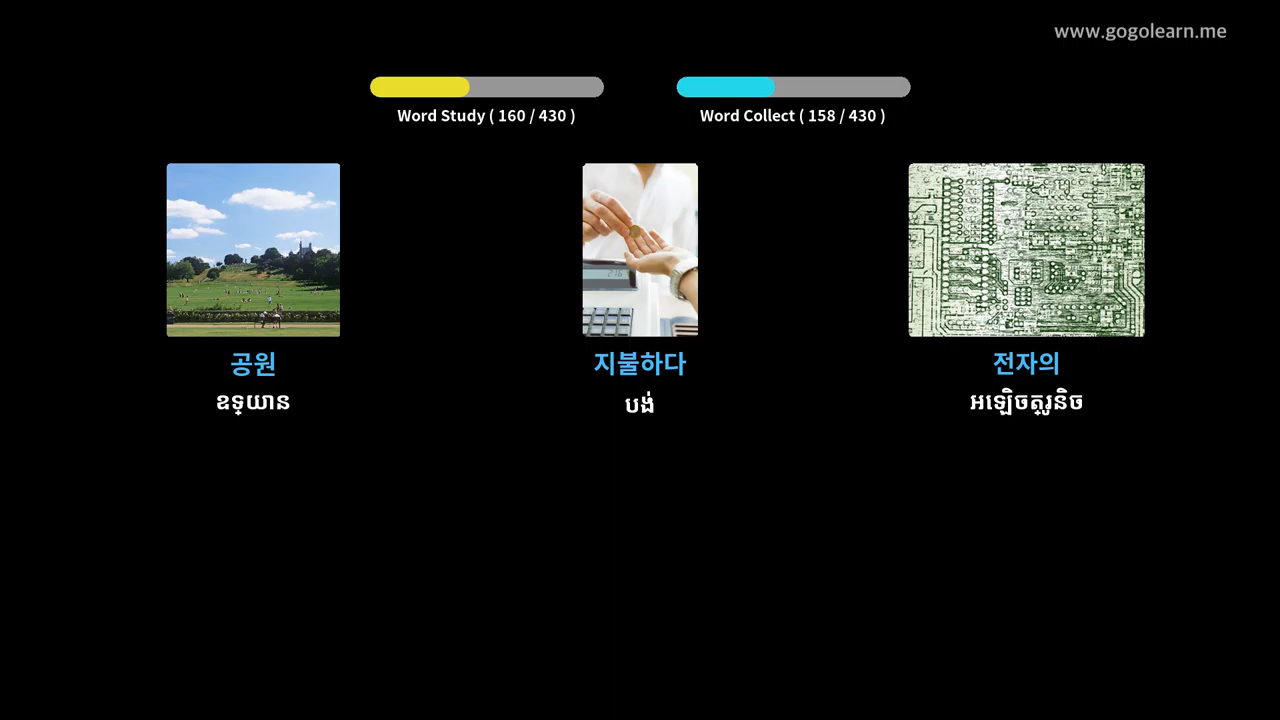 www.gogolearn.me
Word Study ( 160 / 430 )
Word Collect ( 158 / 430 )
공원
지불하다
전자의
ឧទ្យាន
បង់
អេឡិចត្រូនិច